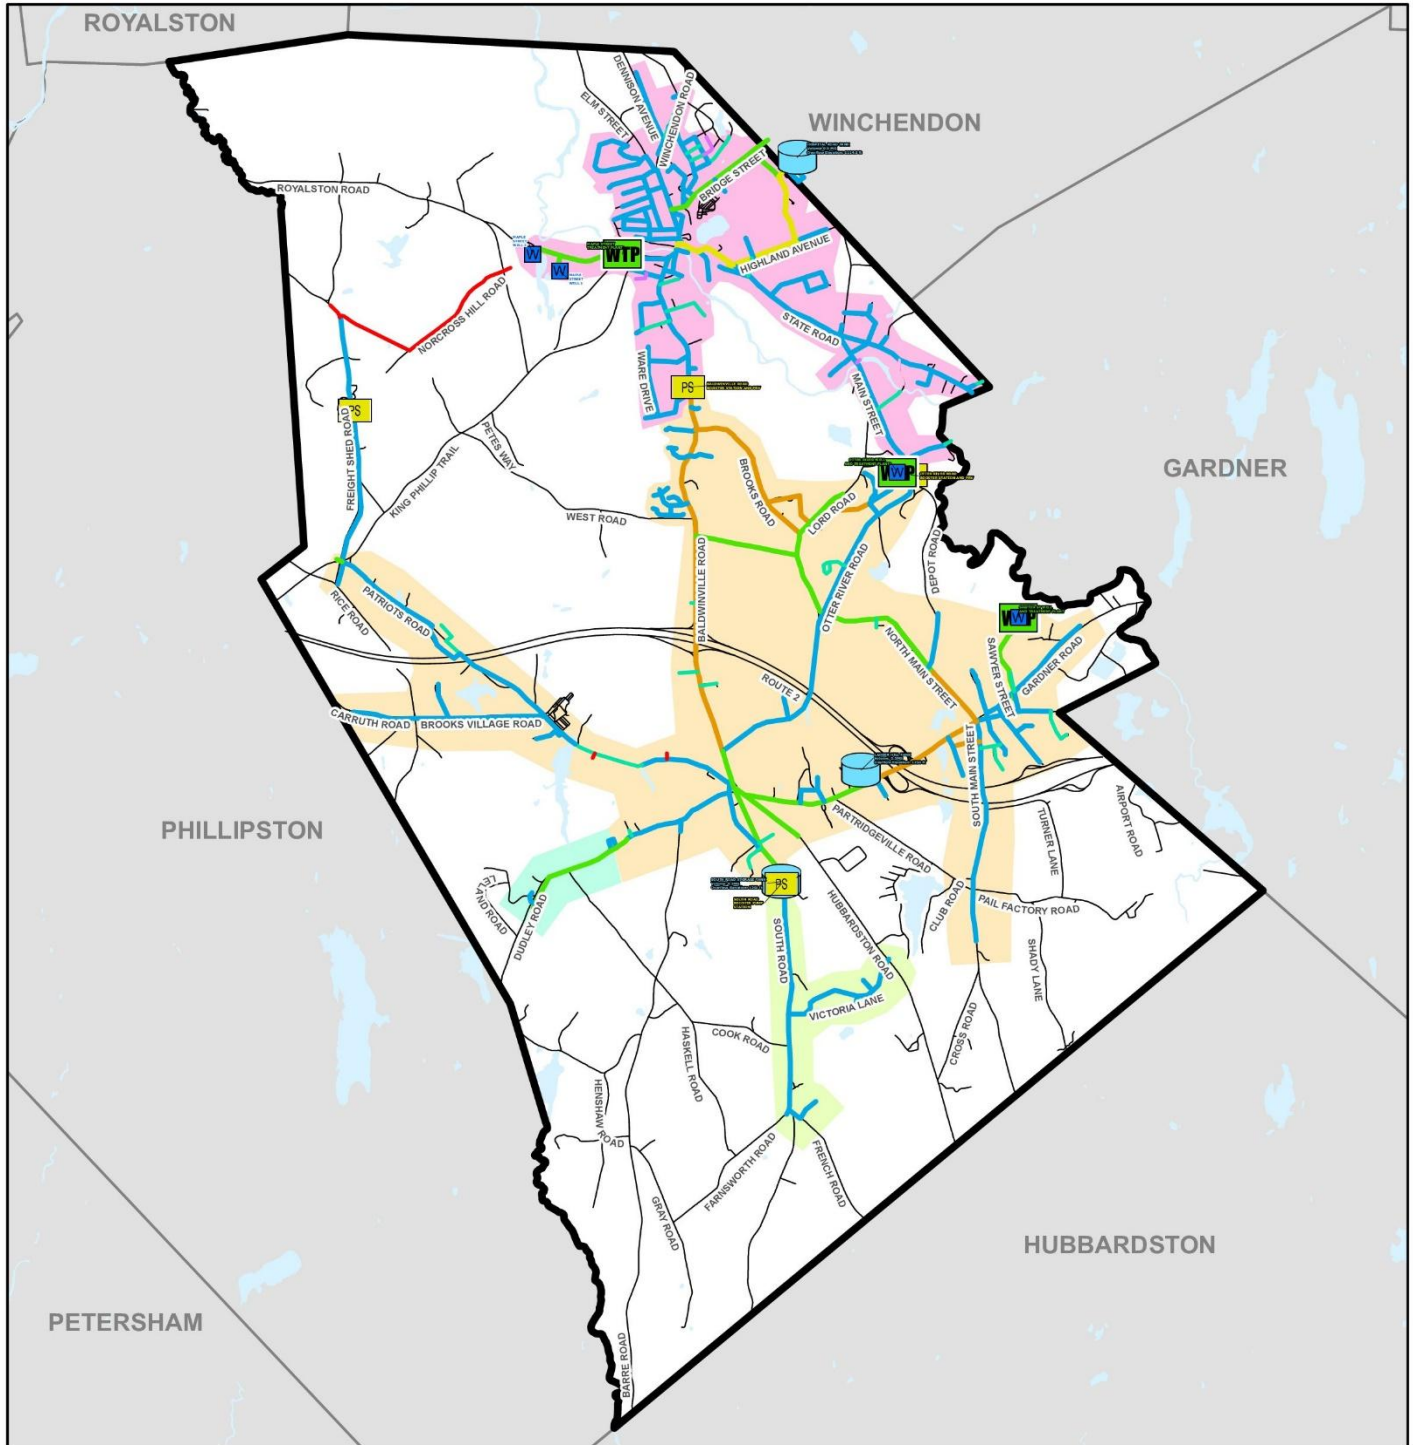 ROYALSTON
WINCHENDON
DENNISON AVENUE
ELM STREET
WINCHENDON ROAD
BRIDGE STREET
ROYALSTON ROAD
W
W
WTP
HIGHLAND AVENUE
NORCROSS HILL ROAD
STATE ROAD
WARE DRIVE
PS
MAIN STREET
PS
FREIGHT SHED ROAD
PETES WAY
KING PHILLIP TRAIL
BROOKS ROAD
W
GARDNER
LORD ROAD
WEST ROAD
BALDWINVILLE ROAD
OTTER RIVER ROAD
DEPOT ROAD
RICE ROAD
PATRIOTS ROAD
W
NORTH MAIN STREET
SAWYER STREET
GARDNER ROAD
ROUTE 2
CARRUTH ROAD
BROOKS VILLAGE ROAD
SOUTH MAIN STREET
PHILLIPSTON
PARTRIDGEVILLE ROAD
TURNER LANE
AIRPORT ROAD
PS
LELAND ROAD
DUDLEY ROAD
HUBBARDSTON ROAD
CLUB ROAD
PAIL FACTORY ROAD
SOUTH ROAD
SHADY LANE
VICTORIA LANE
COOK ROAD
HASKELL ROAD
CROSS ROAD
HENSHAW ROAD
FARNSWORTH ROAD
FRENCH ROAD
GRAY ROAD
HUBBARDSTON
PETERSHAM
BARRE ROAD